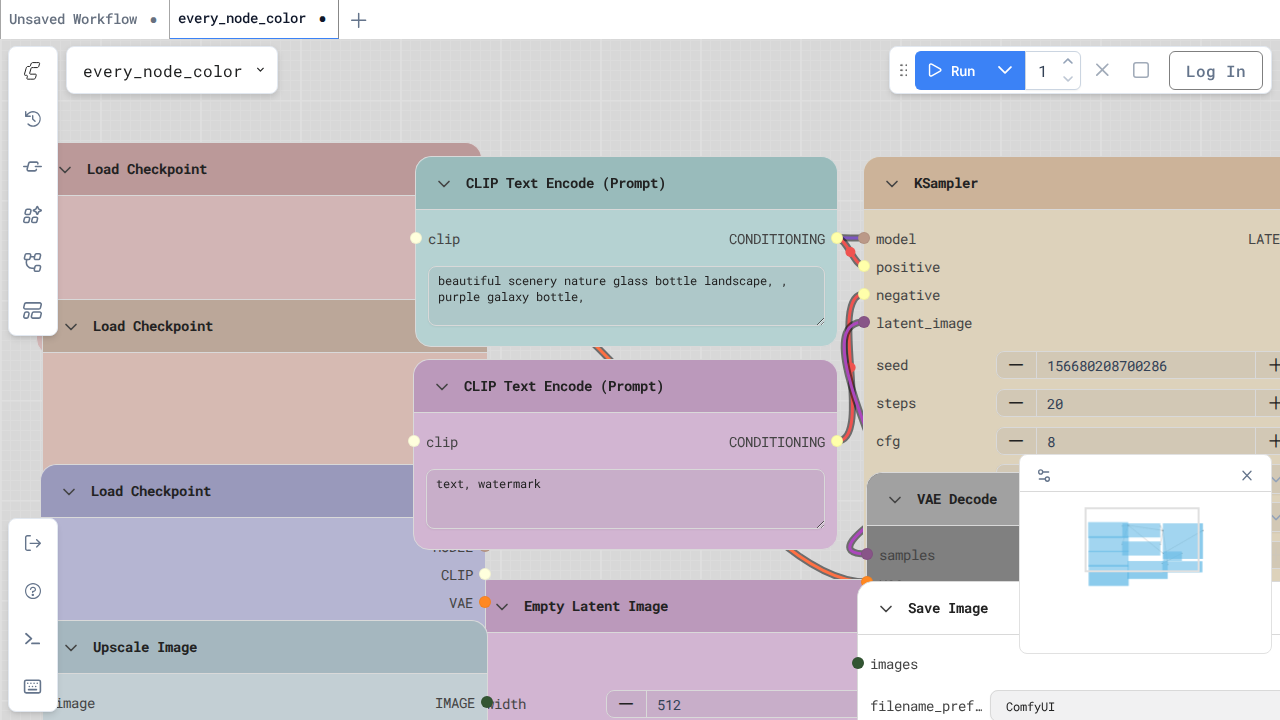 Unsaved Workflow
every_node_color
every_node_color
Run
1
Log In
Load Checkpoint
CLIP Text Encode (Prompt)
KSampler
clip
CONDITIONING
model
LATE
positive
beautiful scenery nature glass bottle landscape, ,
purple galaxy bottle,
negative
latent_image
Load Checkpoint
seed
156680208700286
CLIP Text Encode (Prompt)
steps
20
clip
CONDITIONING
cfg
8
Load Checkpoint
text, watermark
VAE Decode
MODEL
samples
CLIP
VAE
Empty Latent Image
Save Image
Upscale Image
images
image
IMAGE
width
512
filename_pref…
ComfyUI